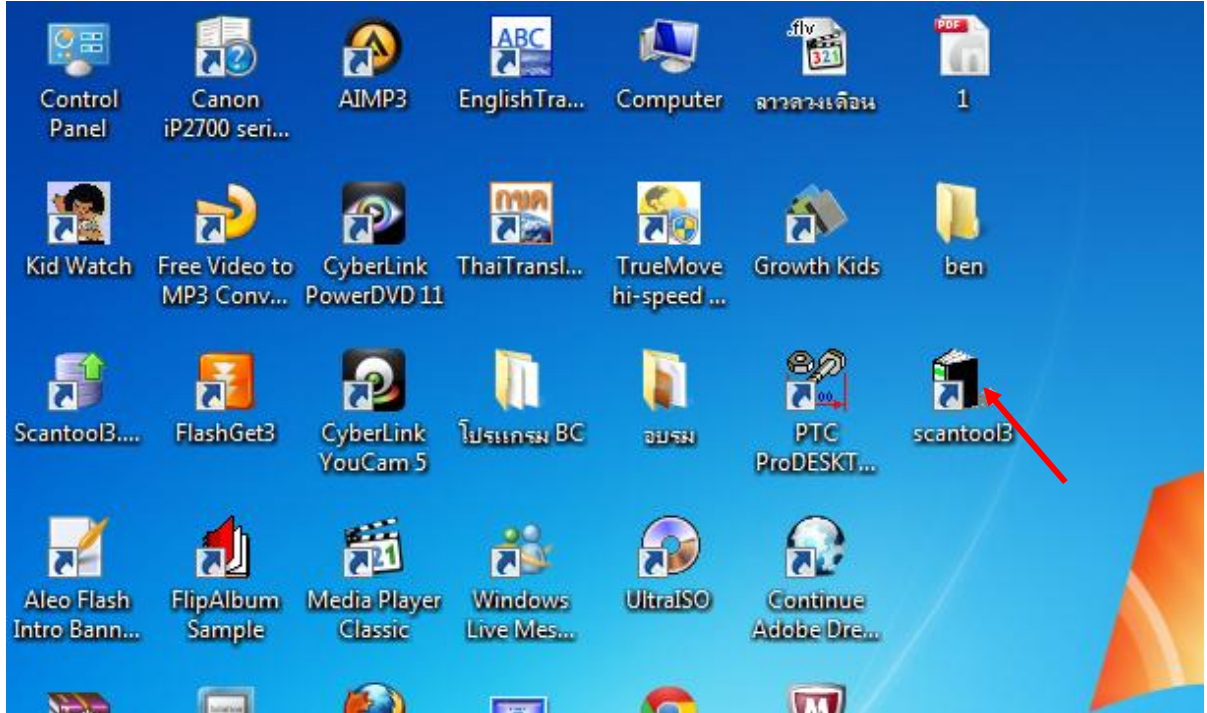 ABC
.flv
321
PDF
Control
Panel
Canon
iP2700 seri...
AIMP3
EnglishTra...
Computer
ลาวดวงเดือน
1
กขค
Kid Watch
Free Video to
MP3 Conv...
CyberLink
PowerDVD 11
ThaiTransl...
TrueMove
hi-speed ...
Growth Kids
ben
.00.
Scantool3....
FlashGet3
CyberLink
YouCam 5
โปรแกรม BC
อบรม
PTC
ProDESKT...
scantool3
321
Aleo Flash
Intro Bann...
FlipAlbum
Sample
Media Player
Classic
Windows
Live Mes...
UltraISO
Continue
Adobe Dre...